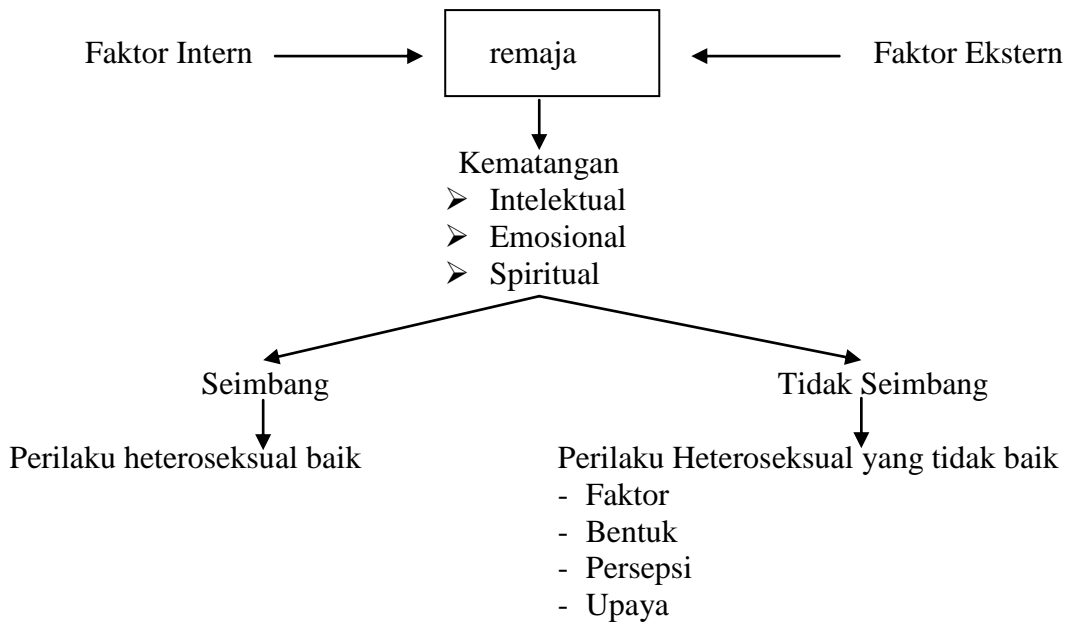 Faktor Intern remaja Faktor Ekstern
Kematangan
➢ Intelektual
➢ Emosional
➢ Spiritual
Seimbang Tidak Seimbang
Perilaku heteroseksual baik Perilaku Heteroseksual yang tidak baik
- Faktor
- Bentuk
- Persepsi
- Upaya